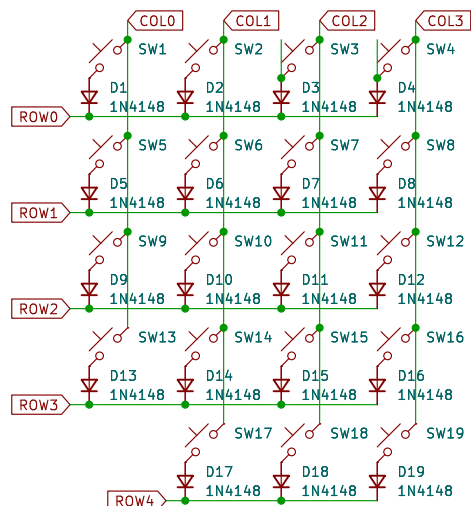 COL0 COL1 COL2 COL3
SW1 SW2 SW3 SW4
D1 D2 D3 D4
1N4148 1N4148 1N4148 1N4148
ROW0
SW5 SW6 SW7 SW8
D5 D6 D7 D8
1N4148 1N4148 1N4148 1N4148
ROW1
SW9 SW10 SW11 SW12
D9 D10 D11 D12
1N4148 1N4148 1N4148 1N4148
ROW2
SW13 SW14 SW15 SW16
D13 D14 D15 D16
1N4148 1N4148 1N4148 1N4148
ROW3
SW17 SW18 SW19
D17 D18 D19
1N4148 1N4148 1N4148
ROW4